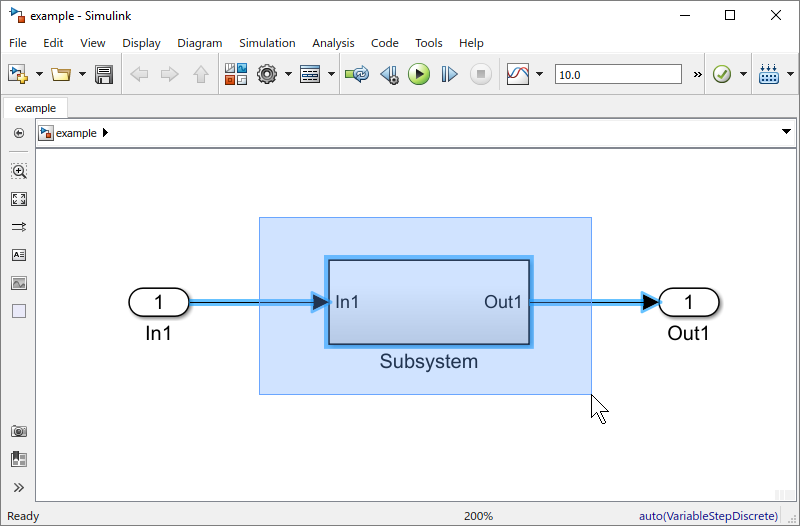 example - Simulink
File Edit View Display Diagram Simulation Analysis Code Tools Help
10.0 »
example
example
A
1 In1 Out1 1
In1 Out1
Subsystem
Ready 200% auto(VariableStepDiscrete)